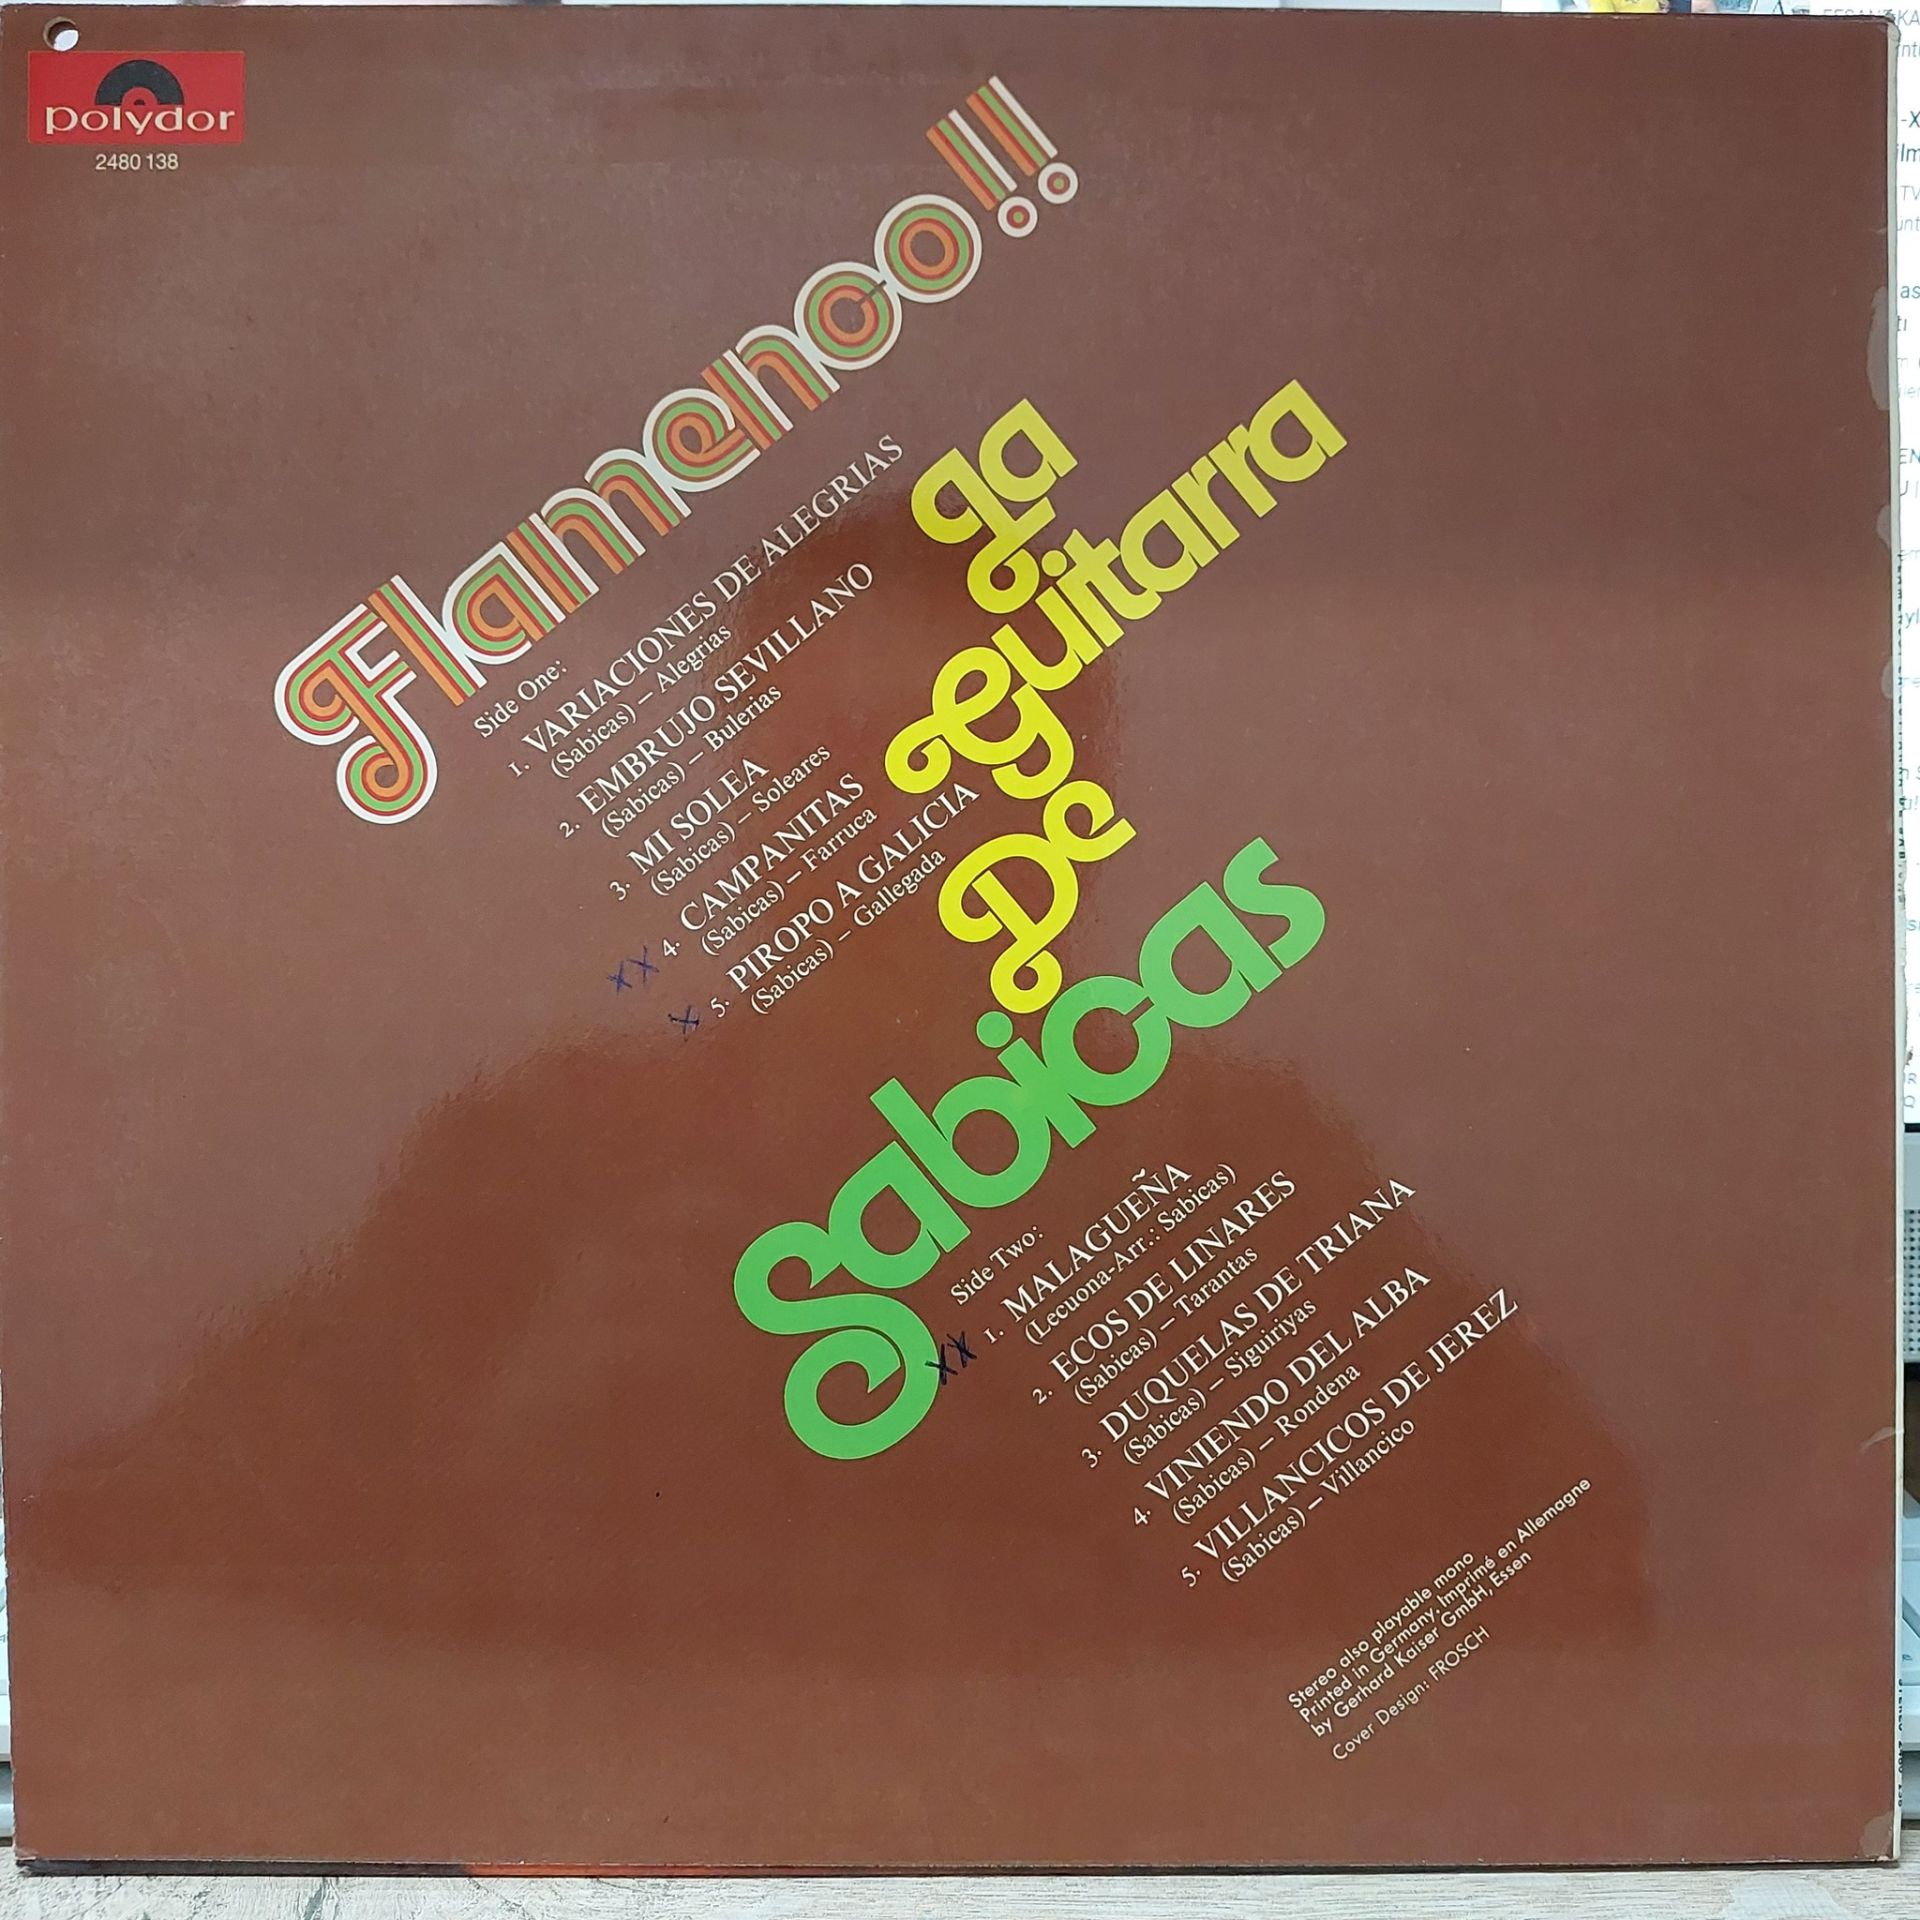 polydor
2480 138
Flamenco!!
La
Guitarra
De
Sabicas
Side One:
1. VARIACIONES DE ALEGRIAS
(Sabicas) – Alegrias
2. EMBRUJO SEVILLANO
(Sabicas) – Bulerias
3. MI SOLEA
(Sabicas) – Soleares
xx 4. CAMPANITAS
(Sabicas) – Farruca
x 5. PIROPO A GALICIA
(Sabicas) – Gallegada
Side Two:
xx 1. MALAGUEÑA
(Lecuona-Arr.: Sabicas)
2. ECOS DE LINARES
(Sabicas) – Tarantas
3. DUQUELAS DE TRIANA
(Sabicas) – Siguiriyas
4. VINIENDO DEL ALBA
(Sabicas) – Rondena
5. VILLANCICOS DE JEREZ
(Sabicas) – Villancico
Stereo also playable mono
Printed in Germany. Imprimé en Allemagne
by Gerhard Kaiser GmbH, Essen
Cover Design: FROSCH